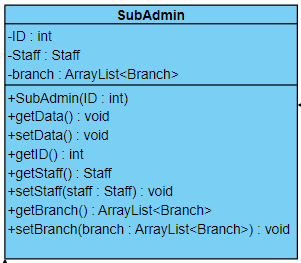 SubAdmin
-ID : int
-Staff : Staff
-branch : ArrayList<Branch>
+SubAdmin(ID : int)
+getData() : void
+setData() : void
+getID() : int
+getStaff() : Staff
+setStaff(staff : Staff) : void
+getBranch() : ArrayList<Branch>
+setBranch(branch : ArrayList<Branch>) : void